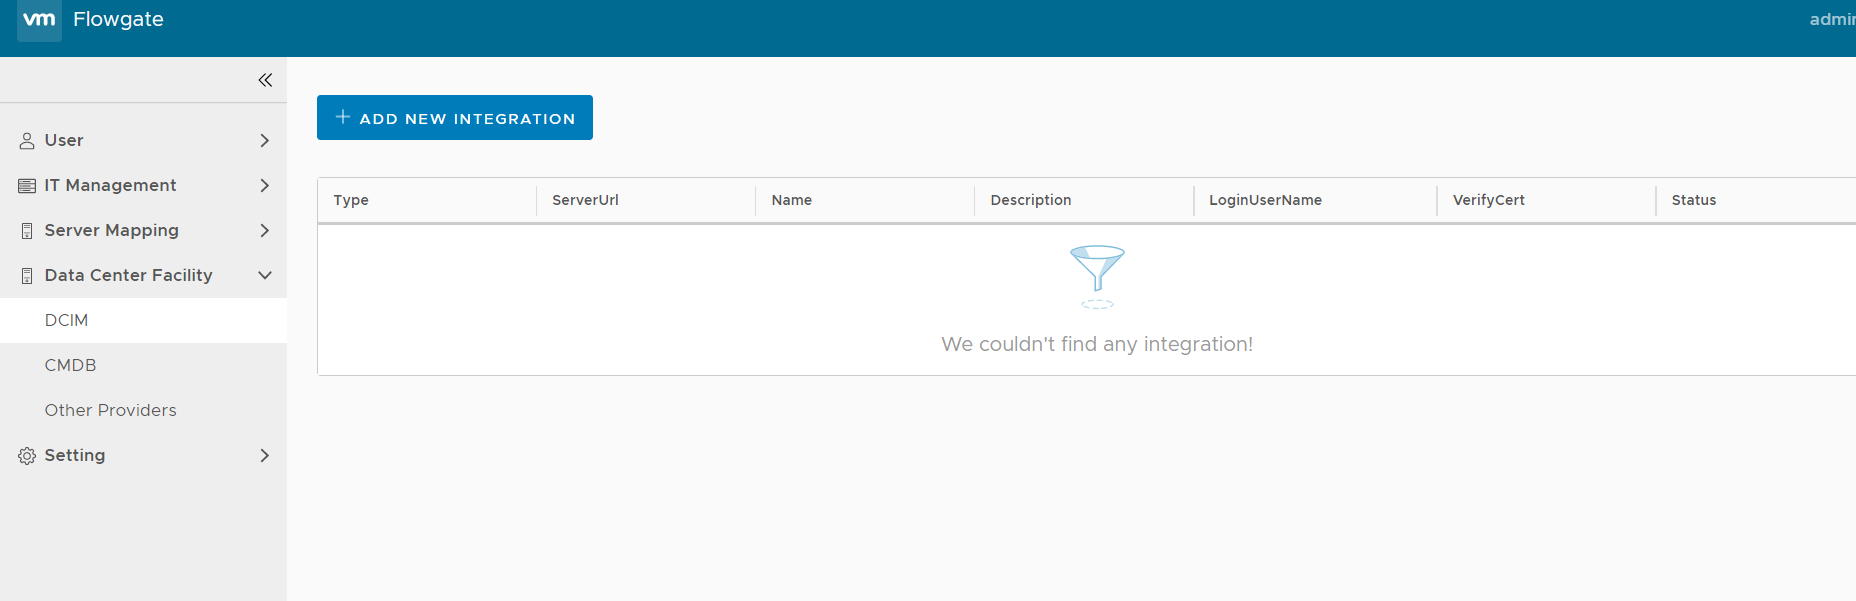 vm Flowgate
admin
User
IT Management
Server Mapping
Data Center Facility
DCIM
CMDB
Other Providers
Setting
+ ADD NEW INTEGRATION
Type ServerUrl Name Description LoginUserName VerifyCert Status
We couldn't find any integration!